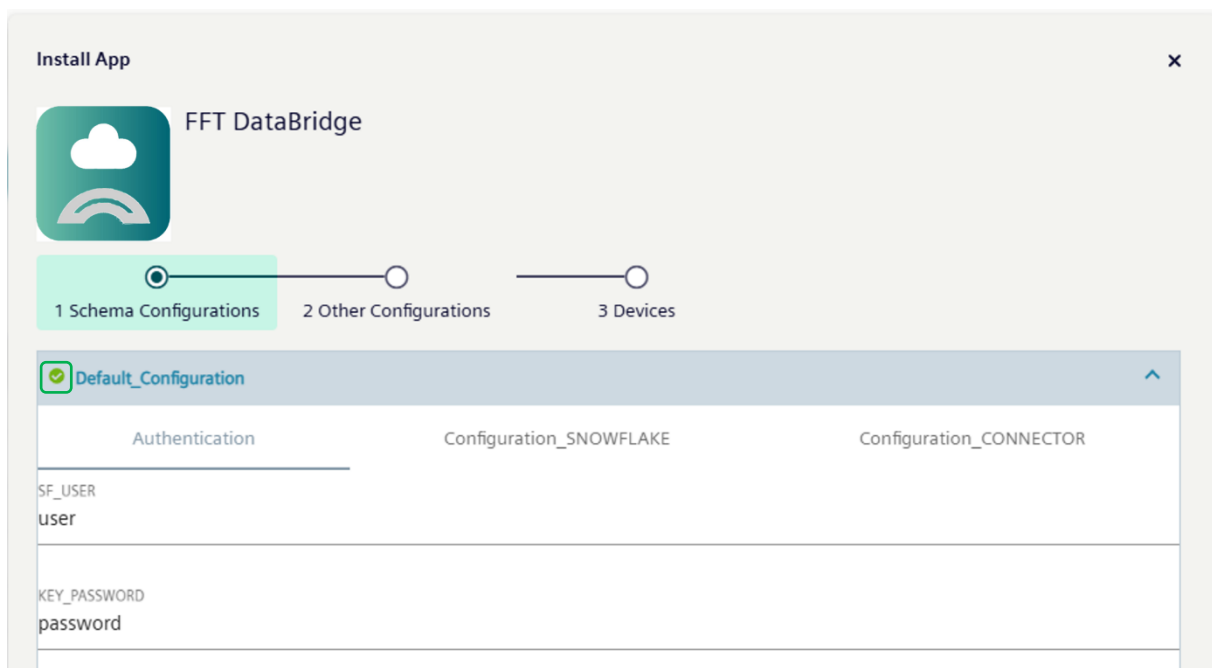 Install App
FFT DataBridge
1 Schema Configurations 2 Other Configurations 3 Devices
Default_Configuration
Authentication Configuration_SNOWFLAKE Configuration_CONNECTOR
SF_USER
user
KEY_PASSWORD
password